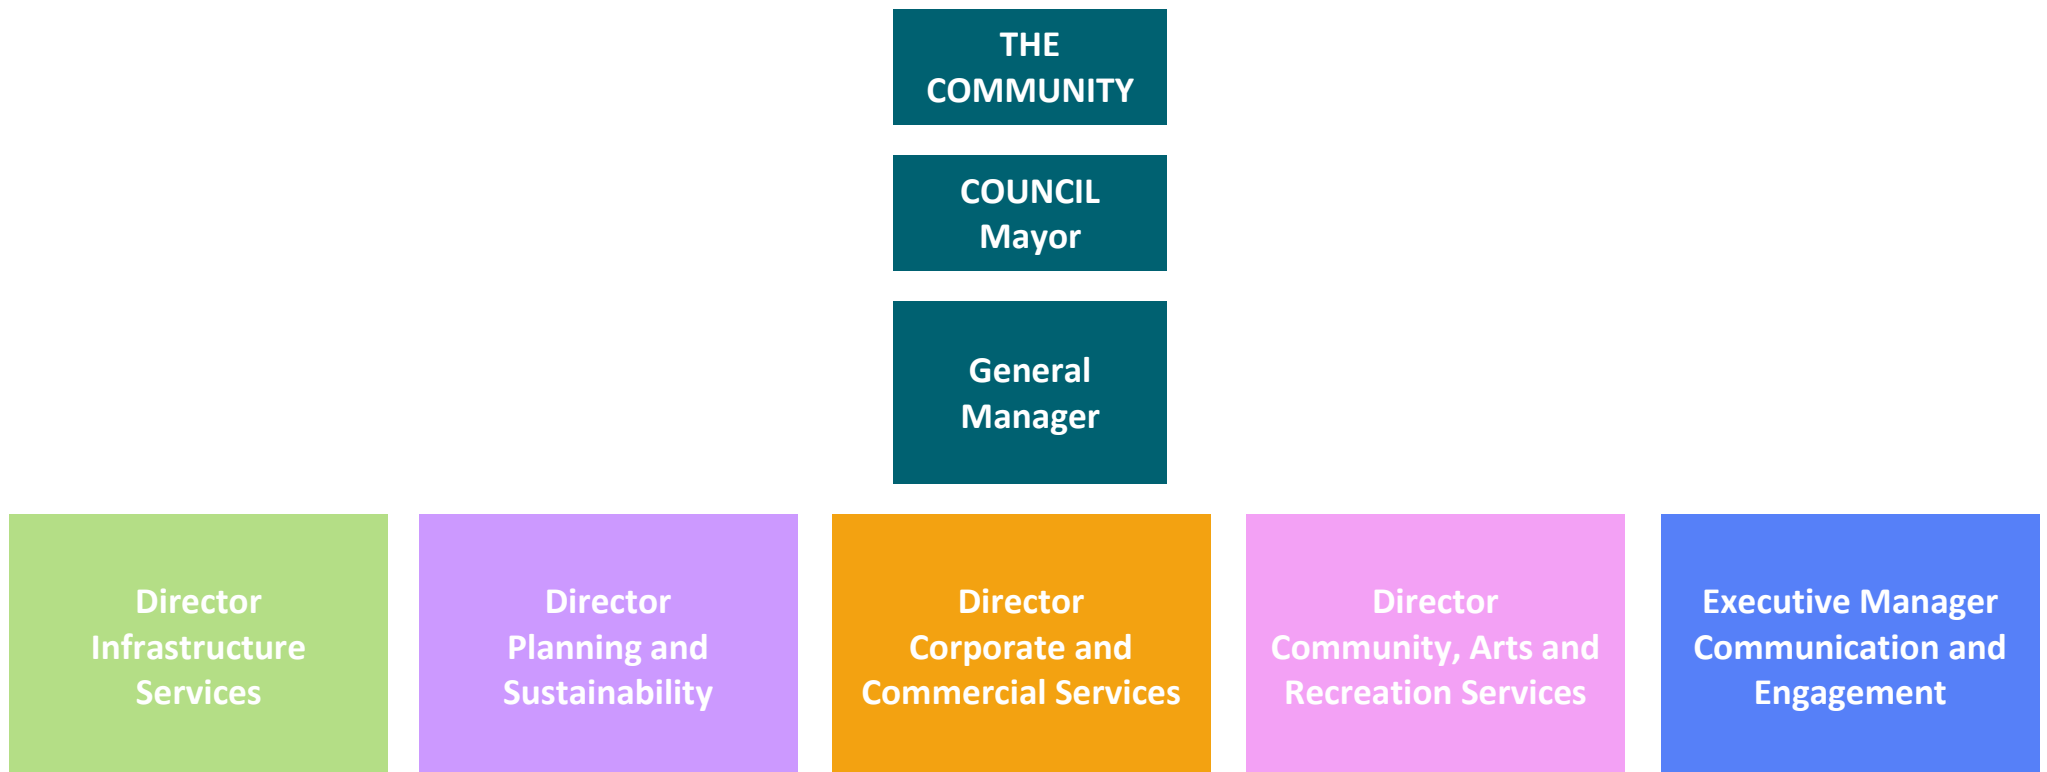 THE
COMMUNITY
COUNCIL
Mayor
General
Manager
Director
Infrastructure
Services
Director
Planning and
Sustainability
Director
Corporate and
Commercial Services
Director
Community, Arts and
Recreation Services
Executive Manager
Communication and
Engagement